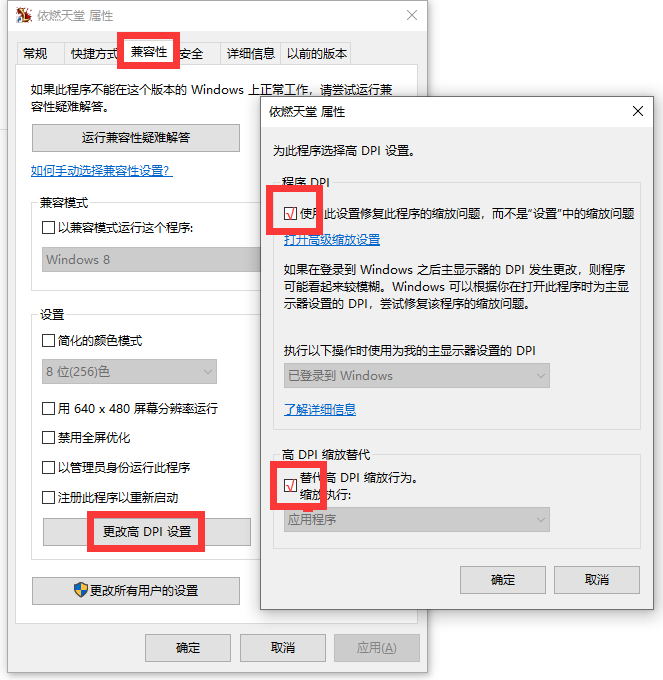 依燃天堂 属性
常规
快捷方式
兼容性
安全
详细信息
以前的版本
如果此程序不能在这个版本的 Windows 上正常工作，请尝试运行兼
容性疑难解答。
运行兼容性疑难解答
如何手动选择兼容性设置?
兼容模式
以兼容模式运行这个程序:
Windows 8
设置
简化的颜色模式
8 位(256)色
用 640 x 480 屏幕分辨率运行
禁用全屏优化
以管理员身份运行此程序
注册此程序以重新启动
更改高 DPI 设置
更改所有用户的设置
确定
取消
应用(A)
依燃天堂 属性
为此程序选择高 DPI 设置。
程序 DPI
使用此设置修复此程序的缩放问题，而不是"设置"中的缩放问题
打开高级缩放设置
如果在登录到 Windows 之后主显示器的 DPI 发生更改，则程序
可能看起来较模糊。Windows 可以根据你在打开此程序时为主显
示器设置的 DPI，尝试修复该程序的缩放问题。
执行以下操作时使用为我的主显示器设置的 DPI
已登录到 Windows
了解详细信息
高 DPI 缩放替代
替代高 DPI 缩放行为。
缩放执行:
应用程序
确定
取消